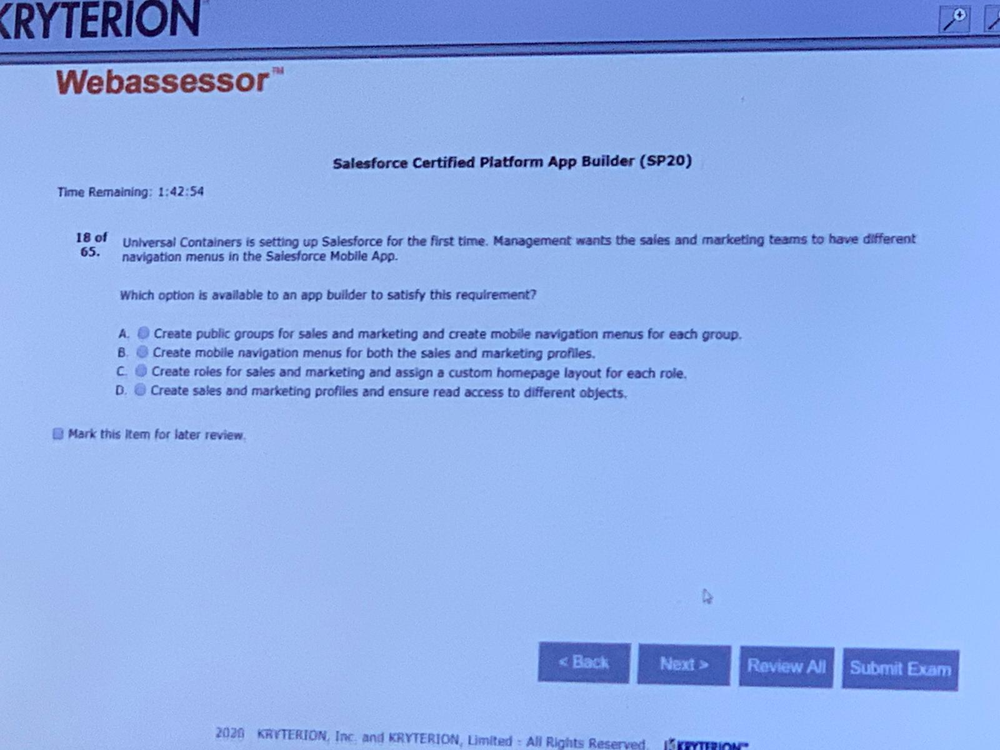 KRYTERION
Webassessor™
Salesforce Certified Platform App Builder (SP20)
Time Remaining: 1:42:54
18 of
65.
Universal Containers is setting up Salesforce for the first time. Management wants the sales and marketing teams to have different
navigation menus in the Salesforce Mobile App.
Which option is available to an app builder to satisfy this requirement?
A. Create public groups for sales and marketing and create mobile navigation menus for each group.
B. Create mobile navigation menus for both the sales and marketing profiles.
C. Create roles for sales and marketing and assign a custom homepage layout for each role.
D. Create sales and marketing profiles and ensure read access to different objects.
Mark this item for later review.
< Back Next > Review All Submit Exam
2020 KRYTERION, Inc. and KRYTERION, Limited - All Rights Reserved. KRYTERION™